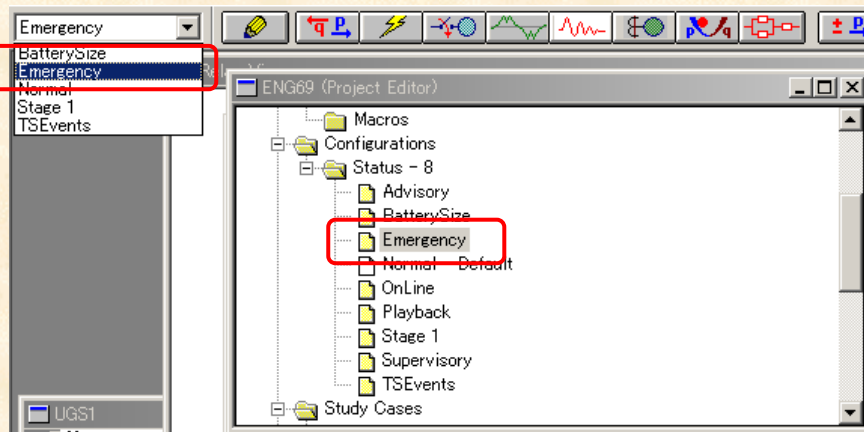 Emergency
BatterySize
Emergency
Normal
Stage 1
TSEvents
ENG69 (Project Editor)
Macros
Configurations
Status - 8
Advisory
BatterySize
Emergency
Normal - Default
OnLine
Playback
Stage 1
Supervisory
TSEvents
Study Cases
UGS1